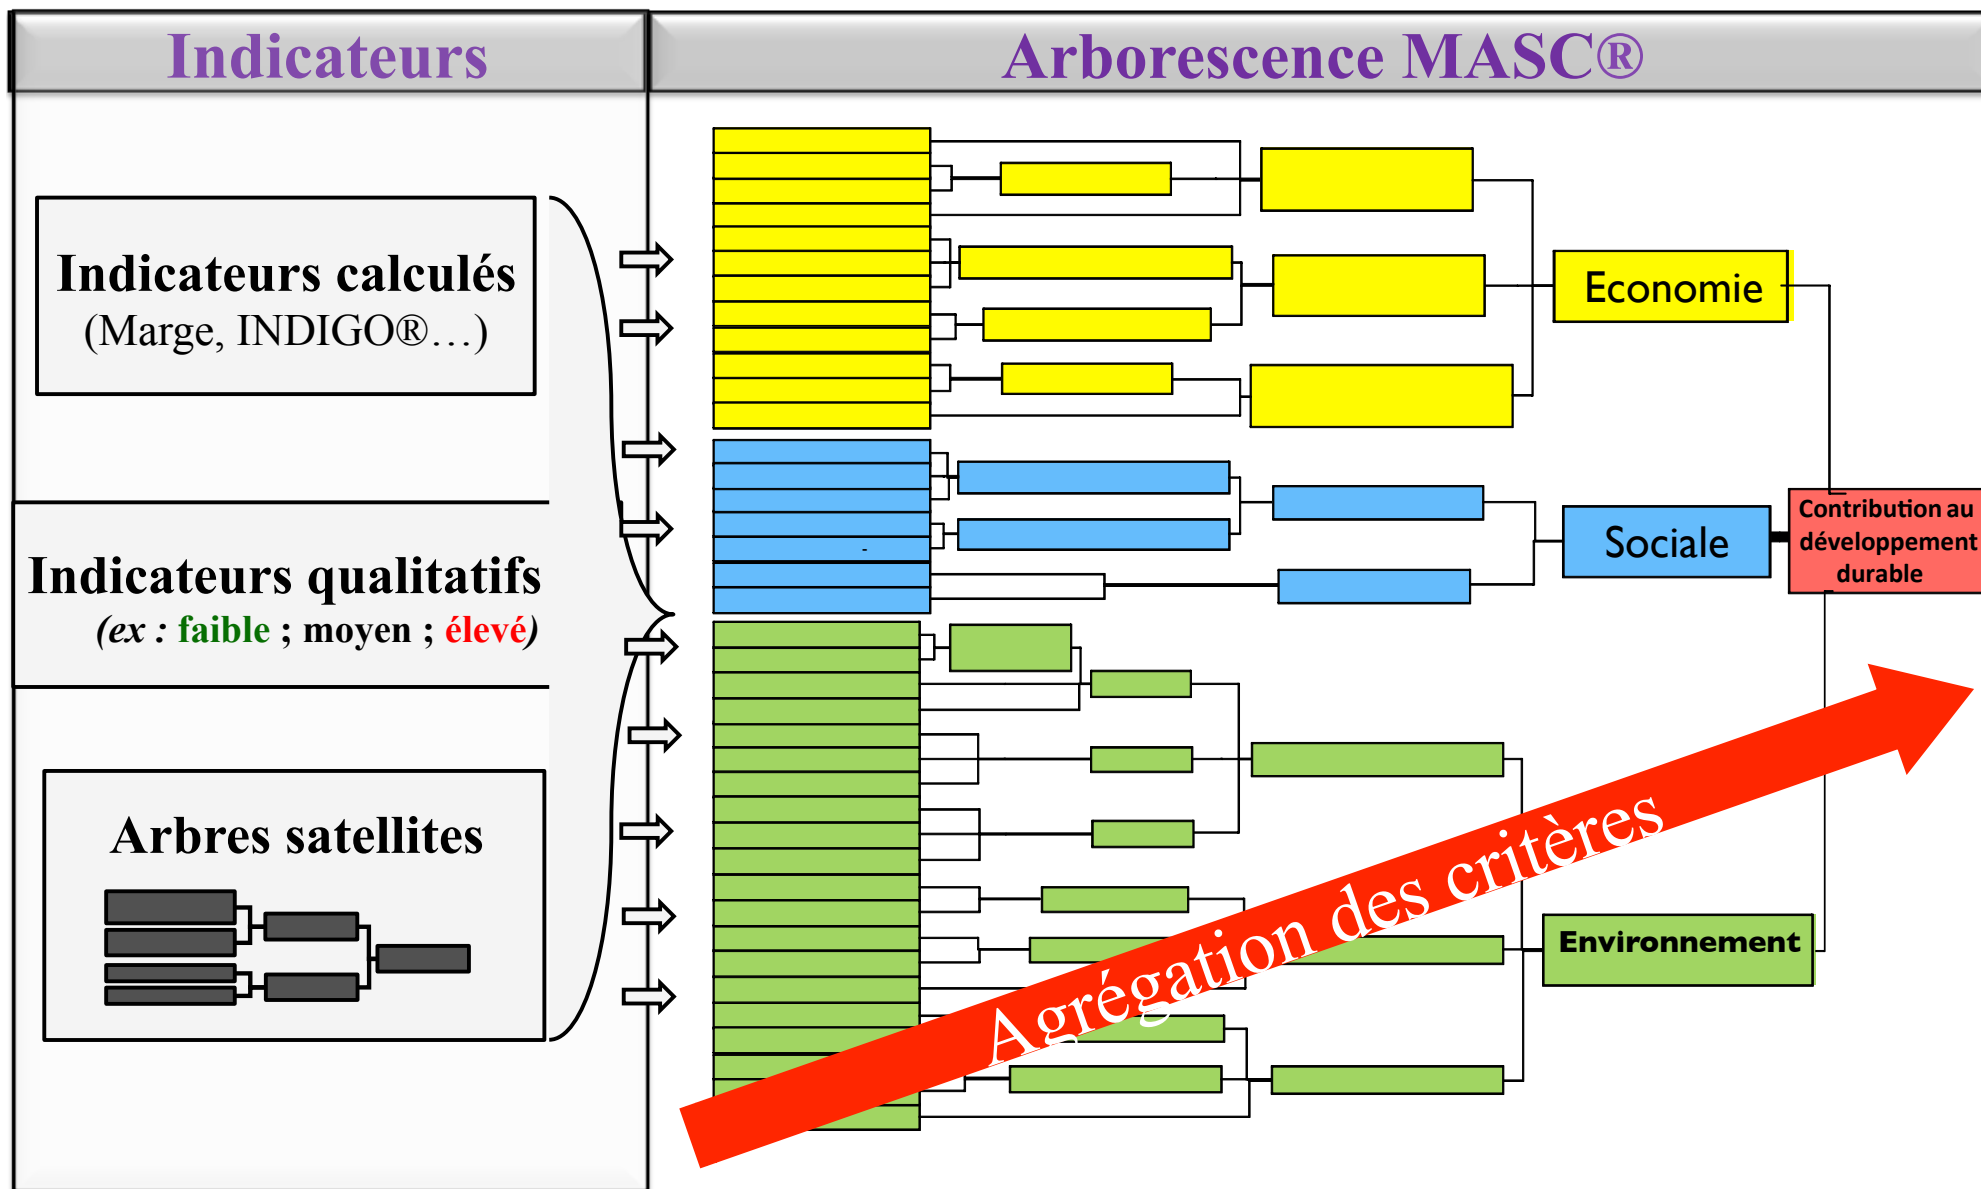 Indicateurs
Arborescence MASC®
Indicateurs calculés
(Marge, INDIGO®…)
Indicateurs qualitatifs
(ex : faible ; moyen ; élevé)
Arbres satellites
Economie
Sociale
Contribution au
développement
durable
Environnement
Agrégation des critères